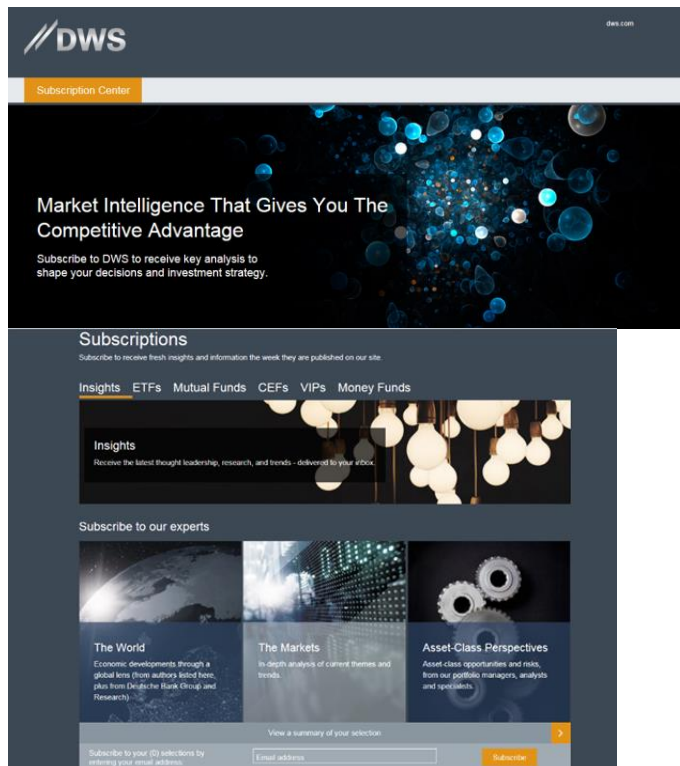 DWS
dws.com
Subscription Center
Market Intelligence That Gives You The
Competitive Advantage
Subscribe to DWS to receive key analysis to
shape your decisions and investment strategy.
Subscriptions
Subscribe to receive fresh insights and information the week they are published on our site.
Insights ETFs Mutual Funds CEFs VIPs Money Funds
Insights
Receive the latest thought leadership, research, and trends - delivered to your inbox.
Subscribe to our experts
The World
Economic developments through a
global lens (from authors listed here,
plus from Deutsche Bank Group and
Research)
The Markets
In-depth analysis of current themes and
trends.
Asset-Class Perspectives
Asset-class opportunities and risks,
from our portfolio managers, analysts
and specialists.
View a summary of your selection
Subscribe to your (0) selections by
entering your email address:
Email address
Subscribe